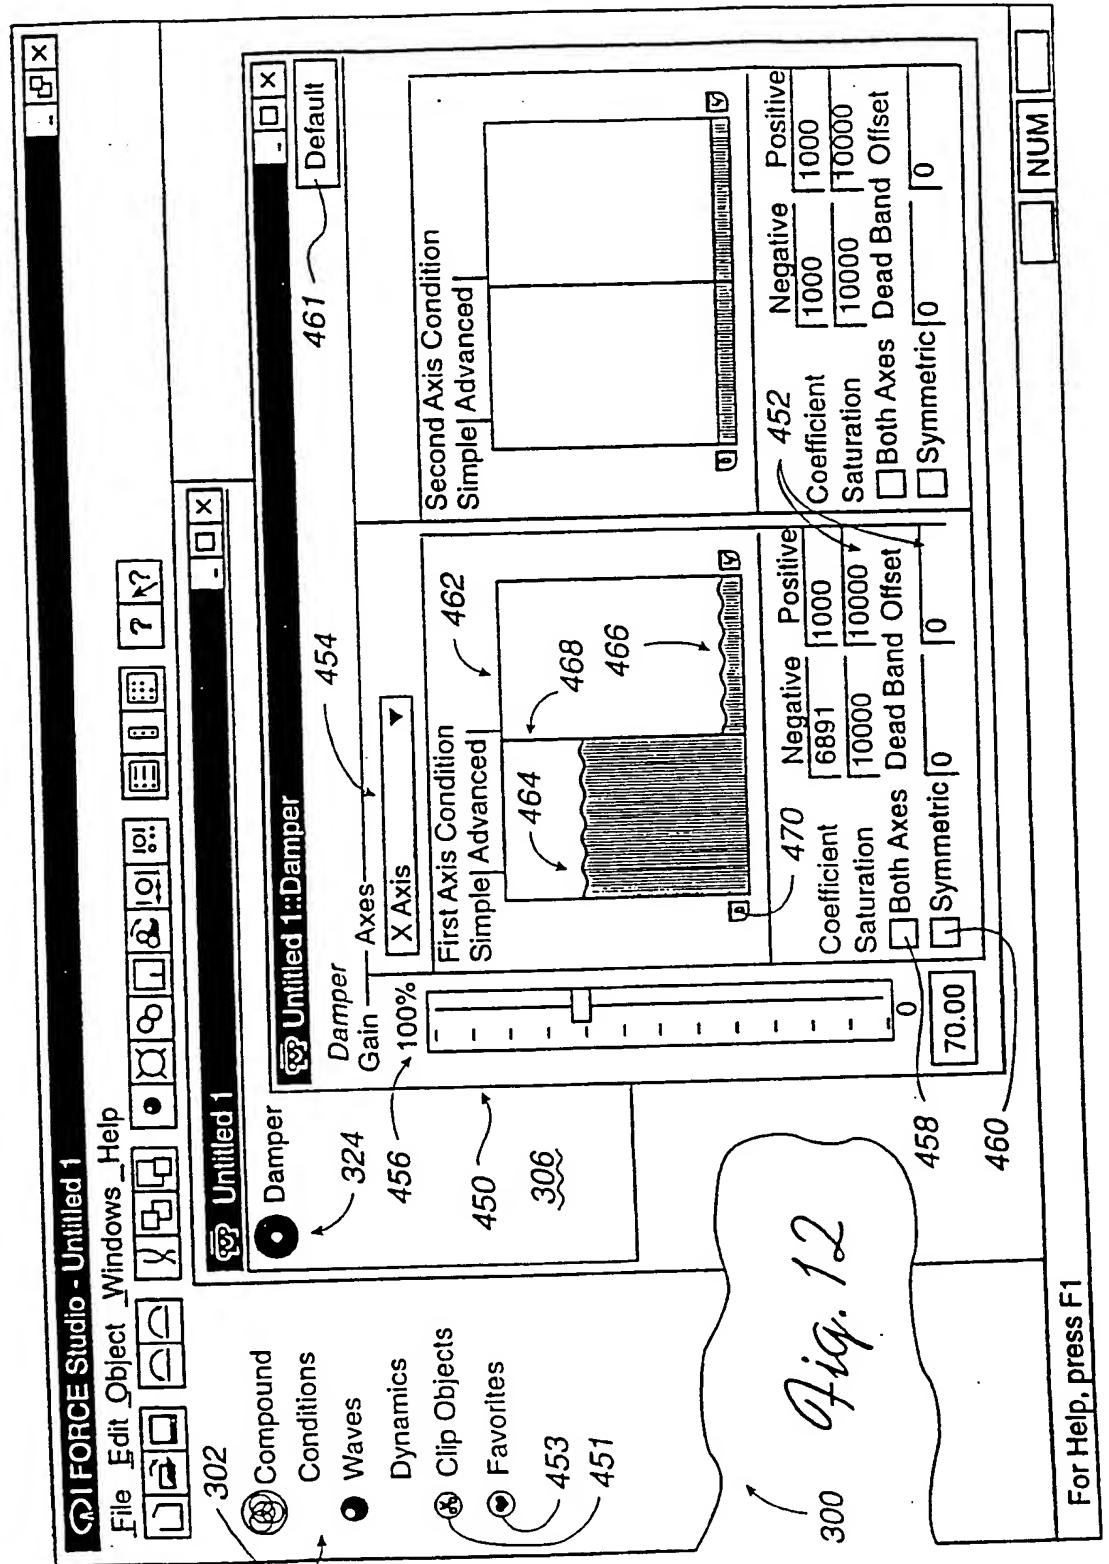 I FORCE Studio - Untitled 1
File Edit Object Windows Help
302
Compound
Conditions
Waves
Dynamics
Clip Objects
Favorites
453
451
300
Fig. 12
Untitled 1
Damper
324
456
450
306
Untitled 1::Damper
454
461
Default
Damper
Gain
Axes
100%
X Axis
0
70.00
First Axis Condition
Simple Advanced
462
464
468
466
470
Negative Positive
Coefficient 6891 1000
Saturation 10000 10000
Both Axes Dead Band Offset
Symmetric 0 0
458
460
Second Axis Condition
Simple Advanced
452
Negative Positive
Coefficient 1000 1000
Saturation 10000 10000
Both Axes Dead Band Offset
Symmetric 0 0
For Help, press F1
NUM